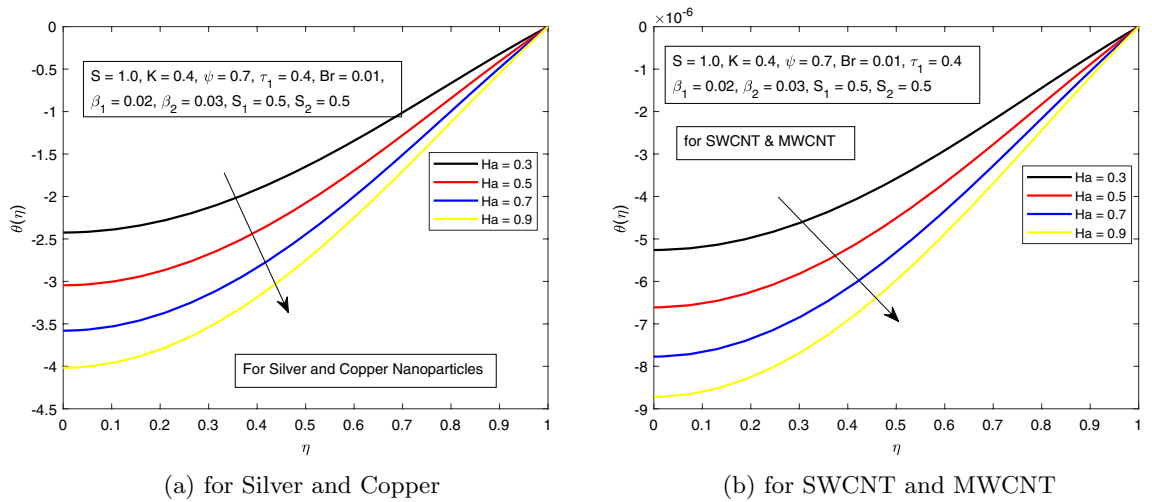 0
-0.5
-1
-1.5
-2
-2.5
-3
-3.5
-4
-4.5
θ(η)
S = 1.0, K = 0.4, ψ = 0.7, τ₁ = 0.4, Br = 0.01,
β₁ = 0.02, β₂ = 0.03, S₁ = 0.5, S₂ = 0.5
Ha = 0.3
Ha = 0.5
Ha = 0.7
Ha = 0.9
For Silver and Copper Nanoparticles
0 0.1 0.2 0.3 0.4 0.5 0.6 0.7 0.8 0.9 1
η
(a) for Silver and Copper
×10⁻⁶
0
-1
-2
-3
-4
-5
-6
-7
-8
-9
θ(η)
S = 1.0, K = 0.4, ψ = 0.7, Br = 0.01, τ₁ = 0.4
β₁ = 0.02, β₂ = 0.03, S₁ = 0.5, S₂ = 0.5
for SWCNT & MWCNT
Ha = 0.3
Ha = 0.5
Ha = 0.7
Ha = 0.9
0 0.1 0.2 0.3 0.4 0.5 0.6 0.7 0.8 0.9 1
η
(b) for SWCNT and MWCNT